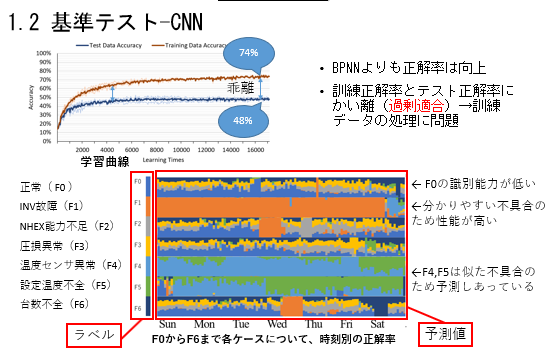 1.2 基準テスト-CNN
Test Data Accuracy
Training Data Accuracy
100%
90%
80%
70%
60%
50%
40%
30%
20%
10%
0%
Accuracy
74%
乖離
48%
2000 4000 6000 8000 10000 12000 14000 16000
学習曲線
Learning Times
• BPNNよりも正解率は向上
• 訓練正解率とテスト正解率に
かい離（過剰適合）→訓練
データの処理に問題
正常（F0）
INV故障（F1）
NHEX能力不足（F2）
圧損異常（F3）
温度センサ異常（F4）
設定温度不全（F5）
台数不全（F6）
F0
F1
F2
F3
F4
F5
F6
← F0の識別能力が低い
←分かりやすい不具合の
ため性能が高い
←F4,F5は似た不具合の
ため予測しあっている
Sun Mon Tue Wed Thu Fri Sat
ラベル
予測値
F0からF6まで各ケースについて、時刻別の正解率